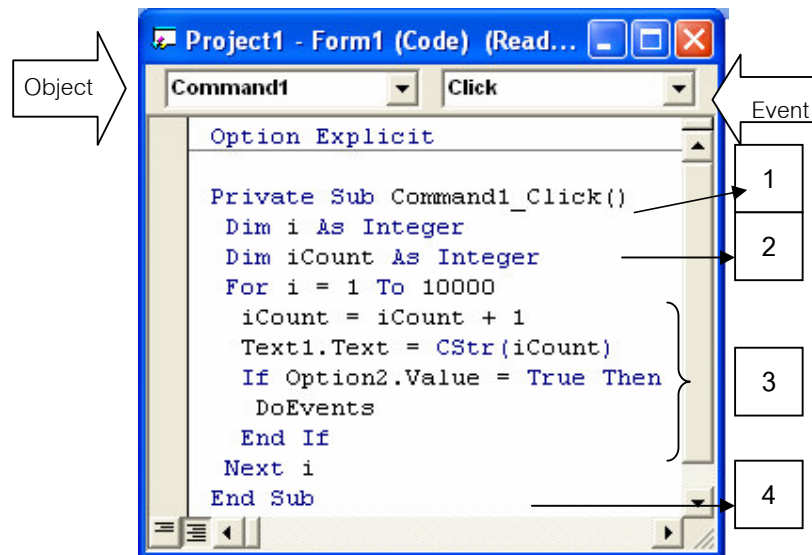 Project1 - Form1 (Code) (Read...
Object
Command1
Click
Event
Option Explicit
Private Sub Command1_Click()
Dim i As Integer
Dim iCount As Integer
For i = 1 To 10000
iCount = iCount + 1
Text1.Text = CStr(iCount)
If Option2.Value = True Then
DoEvents
End If
Next i
End Sub
1
2
3
4